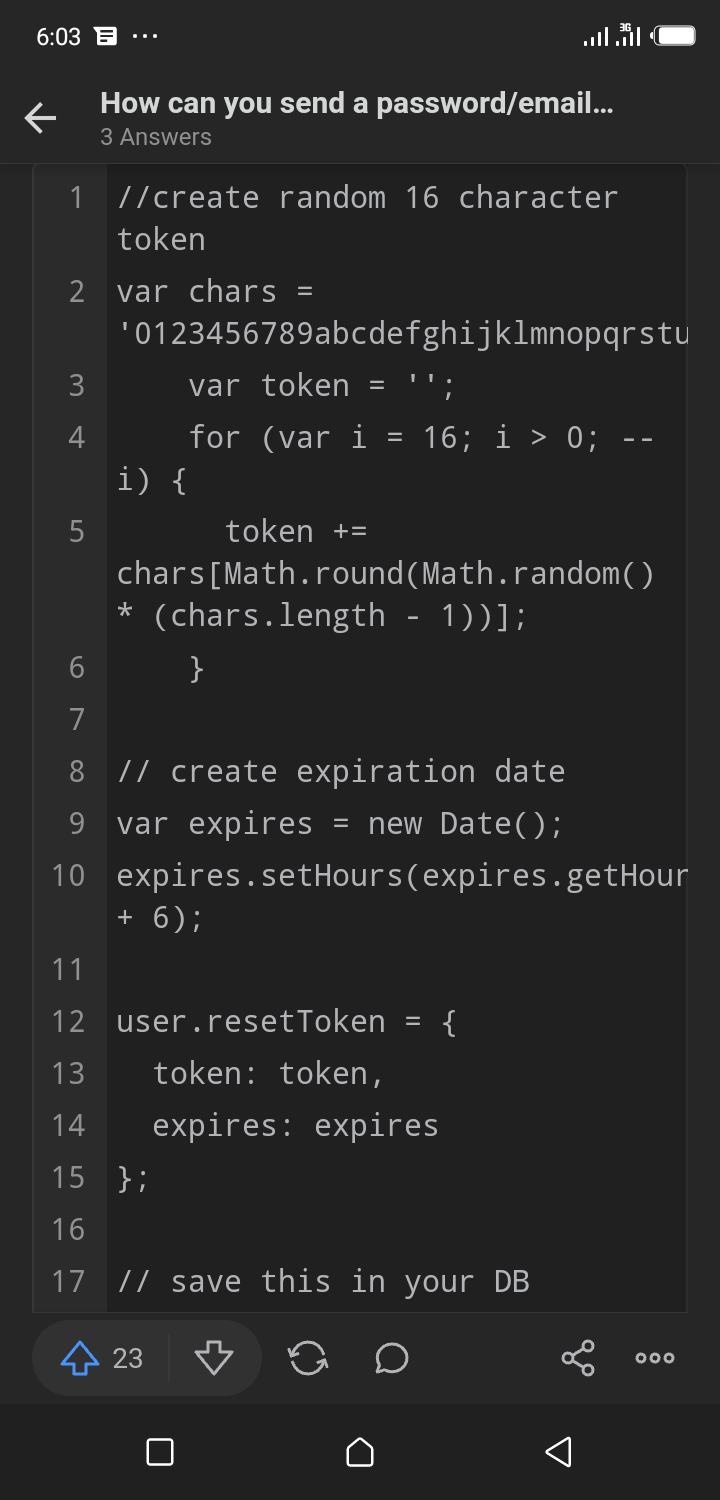 6:03
3G
How can you send a password/email...
3 Answers
1 //create random 16 character
token
2 var chars =
'0123456789abcdefghijklmnopqrstu
3 var token = '';
4 for (var i = 16; i > 0; --
i) {
5 token +=
chars[Math.round(Math.random()
* (chars.length - 1))];
6 }
7
8 // create expiration date
9 var expires = new Date();
10 expires.setHours(expires.getHour
+ 6);
11
12 user.resetToken = {
13 token: token,
14 expires: expires
15 };
16
17 // save this in your DB
23